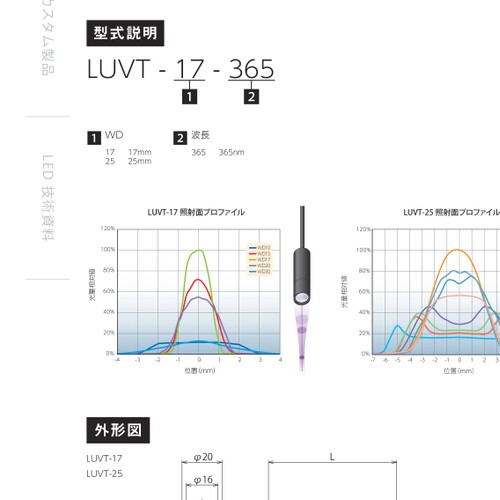 カスタム製品
LED 技術資料
型式説明
LUVT - 17 - 365
1 2
1 WD
17 17mm
25 25mm
2 波長
365 365nm
LUVT-17 照射面プロファイル
120%
100%
80%
60%
40%
20%
0%
光量相対値
-4 -3 -2 -1 0 1 2 3 4
位置(mm)
WD10
WD15
WD17
WD20
WD30
LUVT-25 照射面プロファイル
120%
100%
80%
60%
40%
20%
0%
光量相対値
-7 -6 -5 -4 -3 -2 -1 0 1 2 3
位置(mm)
外形図
LUVT-17
LUVT-25
φ20
φ16
L